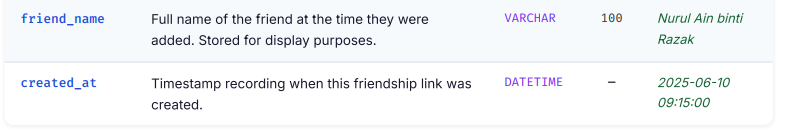 friend_name Full name of the friend at the time they were VARCHAR 100 Nurul Ain binti
added. Stored for display purposes. Razak
created_at Timestamp recording when this friendship link was DATETIME – 2025-06-10
created. 09:15:00